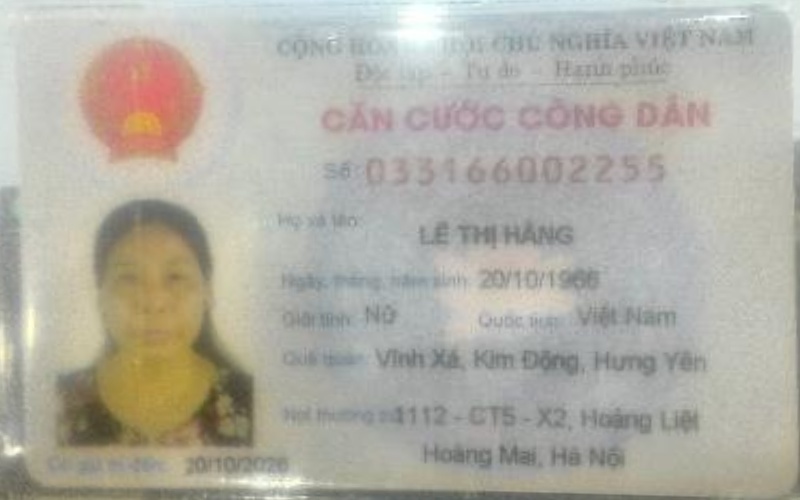 CỘNG HÒA XÃ HỘI CHỦ NGHĨA VIỆT NAM
Độc lập - Tự do - Hạnh phúc
CĂN CƯỚC CÔNG DÂN
Số: 033166002255
Họ và tên:
LÊ THỊ HẰNG
Ngày, tháng, năm sinh: 20/10/1966
Giới tính: Nữ Quốc tịch: Việt Nam
Quê quán: Vĩnh Xá, Kim Động, Hưng Yên
Nơi thường trú: 1112 - CT5 - X2, Hoàng Liệt
Hoàng Mai, Hà Nội
Có giá trị đến: 20/10/2026